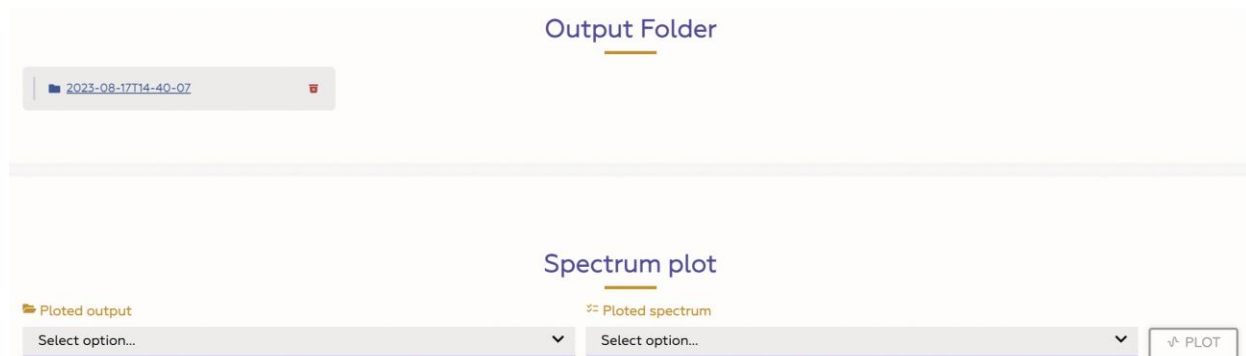 Output Folder
2023-08-17T14-40-07
Spectrum plot
Ploted output
Ploted spectrum
Select option...
Select option...
PLOT